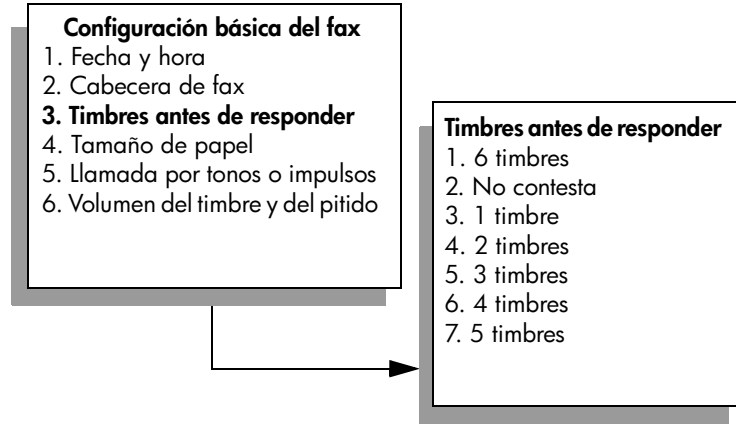 Configuración básica del fax
1. Fecha y hora
2. Cabecera de fax
3. Timbres antes de responder
4. Tamaño de papel
5. Llamada por tonos o impulsos
6. Volumen del timbre y del pitido
Timbres antes de responder
1. 6 timbres
2. No contesta
3. 1 timbre
4. 2 timbres
5. 3 timbres
6. 4 timbres
7. 5 timbres